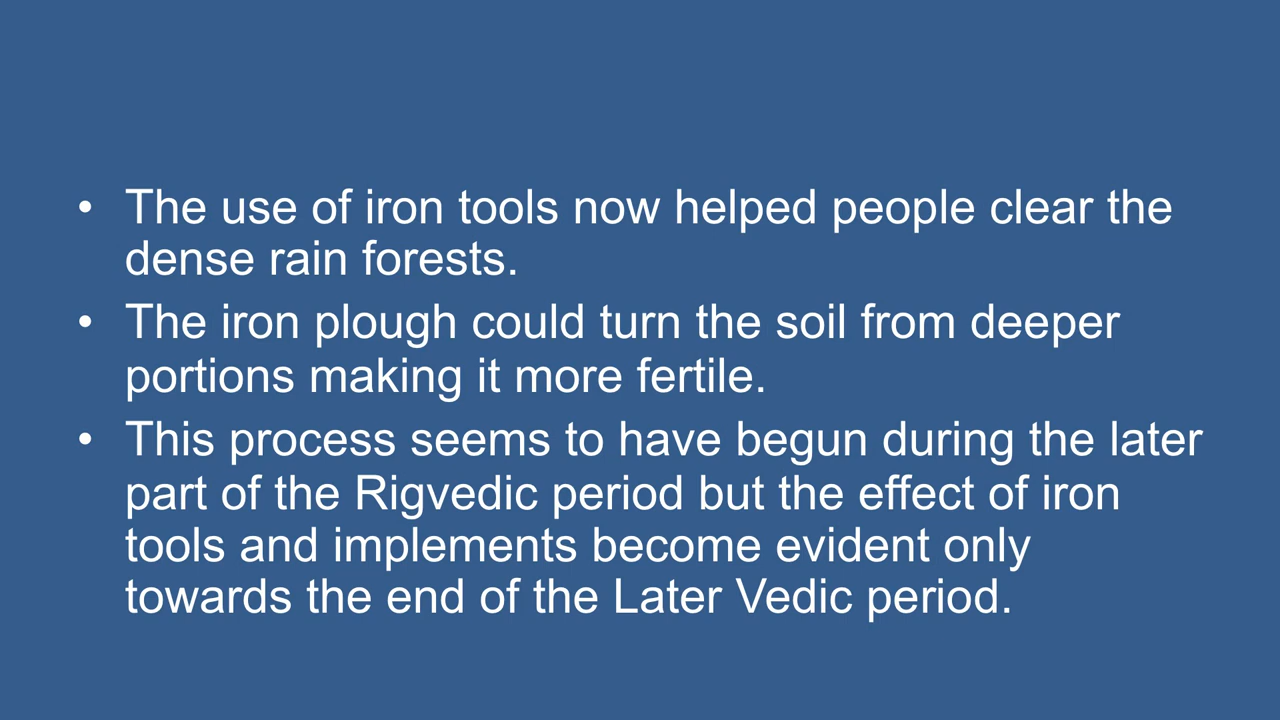 • The use of iron tools now helped people clear the
dense rain forests.
• The iron plough could turn the soil from deeper
portions making it more fertile.
• This process seems to have begun during the later
part of the Rigvedic period but the effect of iron
tools and implements become evident only
towards the end of the Later Vedic period.